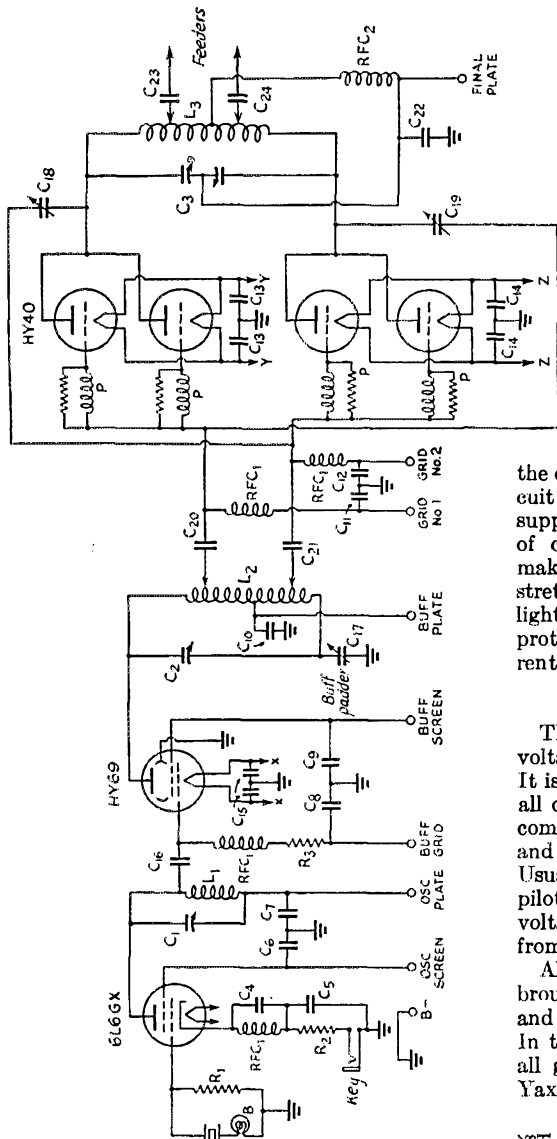 6L6GX
B
R1
C4
RFC1
C5
R2
Key
B-
C1
L1
C6
C7
OSC SCREEN
OSC PLATE
C16
RFC1
R3
BUFF GRID
HY69
X
X
C15
C8
C9
BUFF SCREEN
C2
L2
C10
Buff padder
C17
BUFF PLATE
C20
C21
RFC1
RFC1
C11
C12
GRID NO.1
GRID NO.2
HY40
P
P
C13
C13
Y
Y
P
P
C14
C14
Z
Z
C18
C19
C3
L3
C23
C24
Feeders
RFC2
C22
FINAL PLATE
the c
cuit
supp
of c
mak
stret
light
prot
rent
Th
volta
It is
all c
com
and
Usu
pilot
volt
from
Al
brou
and
In t
all g
Yax